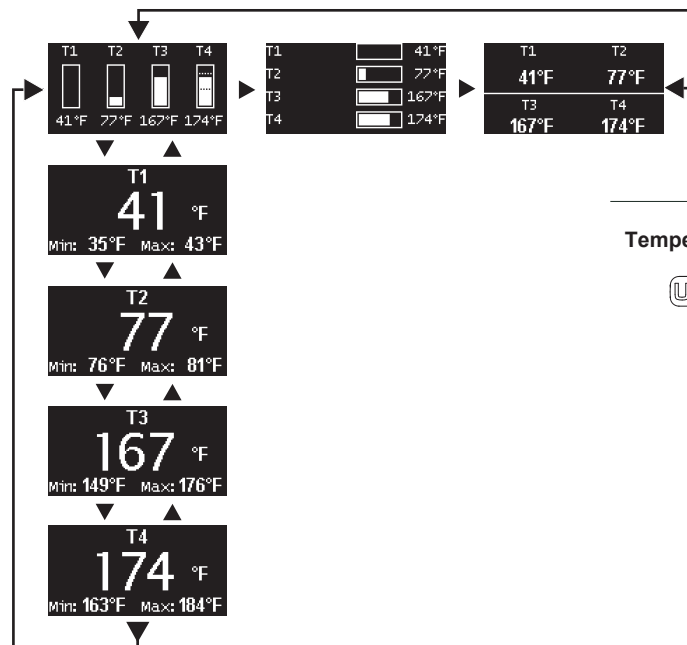 T1 T2 T3 T4
41°F 77°F 167°F 174°F
T1 41°F
T2 77°F
T3 167°F
T4 174°F
T1 T2
41°F 77°F
T3 T4
167°F 174°F
T1
41 °F
Min: 35°F Max: 43°F
T2
77 °F
Min: 76°F Max: 81°F
T3
167 °F
Min: 149°F Max: 176°F
T4
174 °F
Min: 163°F Max: 184°F
Tempe
U